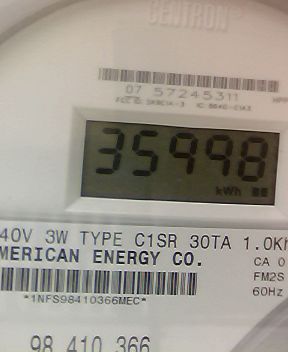 CENTRON®
07 57245311
35998
kWh
40V 3W TYPE C1SR 30TA 1.0Kh
MERICAN ENERGY CO.
CA 0
FM2S
60Hz
*1NFS98410366MEC*
98 410 366